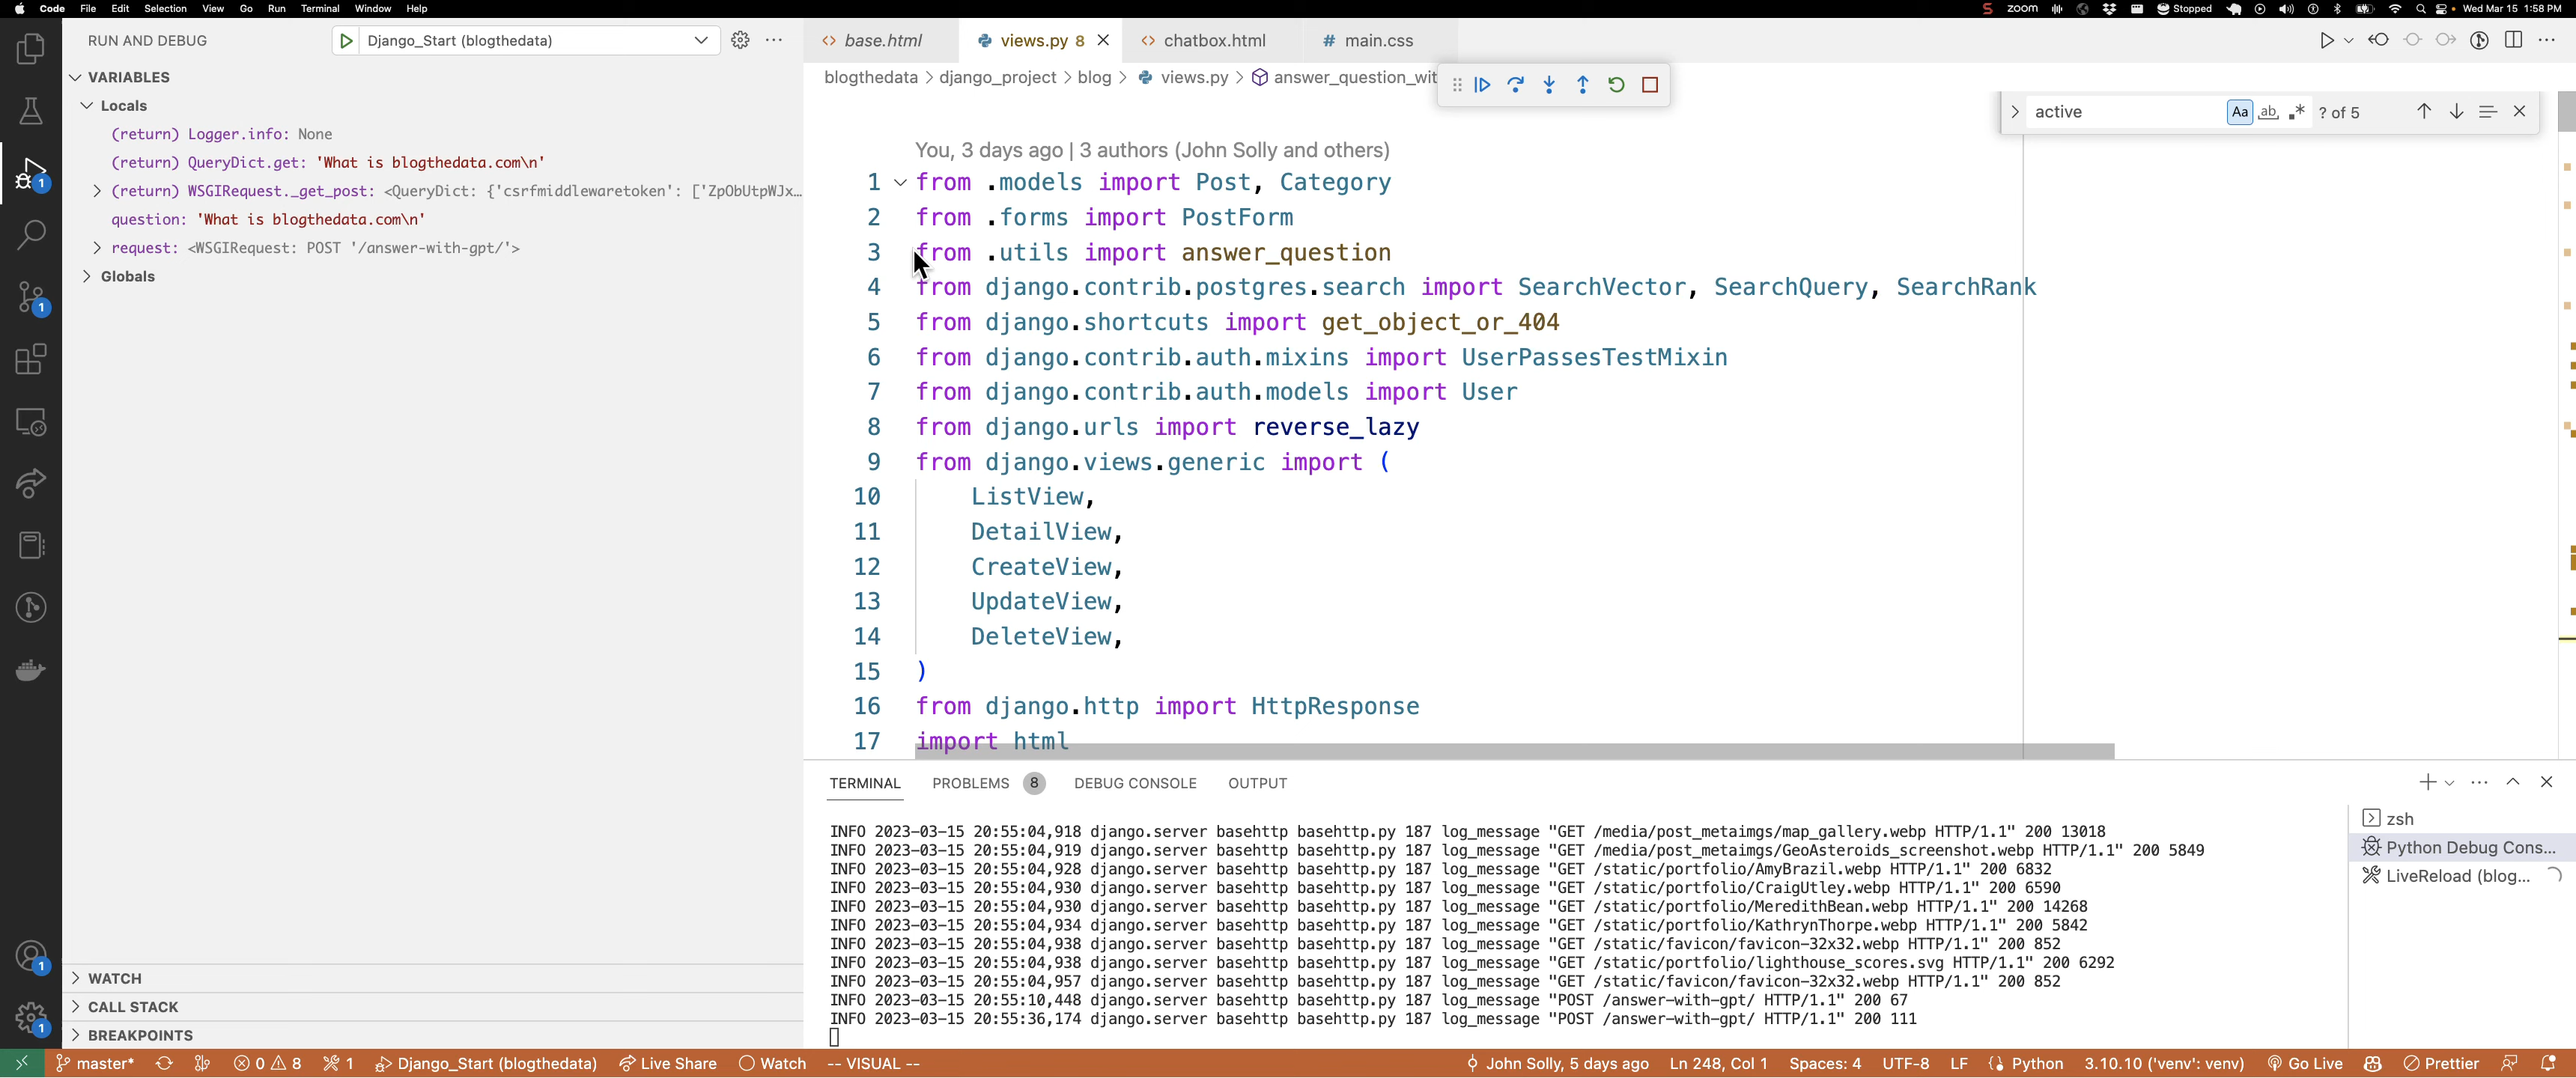 Code File Edit Selection View Go Run Terminal Window Help
zoom Stopped Wed Mar 15 1:58 PM
RUN AND DEBUG
Django_Start (blogthedata)
VARIABLES
Locals
(return) Logger.info: None
(return) QueryDict.get: 'What is blogthedata.com\n'
(return) WSGIRequest._get_post: <QueryDict: {'csrfmiddlewaretoken': ['ZpObUtpWJx...
question: 'What is blogthedata.com\n'
request: <WSGIRequest: POST '/answer-with-gpt/'>
Globals
WATCH
CALL STACK
BREAKPOINTS
base.html
views.py 8
chatbox.html
# main.css
blogthedata > django_project > blog > views.py > answer_question_wit
active Aa ab ? of 5
You, 3 days ago | 3 authors (John Solly and others)
1 from .models import Post, Category
2 from .forms import PostForm
3 from .utils import answer_question
4 from django.contrib.postgres.search import SearchVector, SearchQuery, SearchRank
5 from django.shortcuts import get_object_or_404
6 from django.contrib.auth.mixins import UserPassesTestMixin
7 from django.contrib.auth.models import User
8 from django.urls import reverse_lazy
9 from django.views.generic import (
10 ListView,
11 DetailView,
12 CreateView,
13 UpdateView,
14 DeleteView,
15 )
16 from django.http import HttpResponse
17 import html
TERMINAL PROBLEMS 8 DEBUG CONSOLE OUTPUT
INFO 2023-03-15 20:55:04,918 django.server basehttp basehttp.py 187 log_message "GET /media/post_metaimgs/map_gallery.webp HTTP/1.1" 200 13018
INFO 2023-03-15 20:55:04,919 django.server basehttp basehttp.py 187 log_message "GET /media/post_metaimgs/GeoAsteroids_screenshot.webp HTTP/1.1" 200 5849
INFO 2023-03-15 20:55:04,928 django.server basehttp basehttp.py 187 log_message "GET /static/portfolio/AmyBrazil.webp HTTP/1.1" 200 6832
INFO 2023-03-15 20:55:04,930 django.server basehttp basehttp.py 187 log_message "GET /static/portfolio/CraigUtley.webp HTTP/1.1" 200 6590
INFO 2023-03-15 20:55:04,930 django.server basehttp basehttp.py 187 log_message "GET /static/portfolio/MeredithBean.webp HTTP/1.1" 200 14268
INFO 2023-03-15 20:55:04,934 django.server basehttp basehttp.py 187 log_message "GET /static/portfolio/KathrynThorpe.webp HTTP/1.1" 200 5842
INFO 2023-03-15 20:55:04,938 django.server basehttp basehttp.py 187 log_message "GET /static/favicon/favicon-32x32.webp HTTP/1.1" 200 852
INFO 2023-03-15 20:55:04,938 django.server basehttp basehttp.py 187 log_message "GET /static/portfolio/lighthouse_scores.svg HTTP/1.1" 200 6292
INFO 2023-03-15 20:55:04,957 django.server basehttp basehttp.py 187 log_message "GET /static/favicon/favicon-32x32.webp HTTP/1.1" 200 852
INFO 2023-03-15 20:55:10,448 django.server basehttp basehttp.py 187 log_message "POST /answer-with-gpt/ HTTP/1.1" 200 67
INFO 2023-03-15 20:55:36,174 django.server basehttp basehttp.py 187 log_message "POST /answer-with-gpt/ HTTP/1.1" 200 111
zsh
Python Debug Cons...
LiveReload (blog...
master* 0 8 1 Django_Start (blogthedata) Live Share Watch -- VISUAL -- John Solly, 5 days ago Ln 248, Col 1 Spaces: 4 UTF-8 LF Python 3.10.10 ('venv': venv) Go Live Prettier